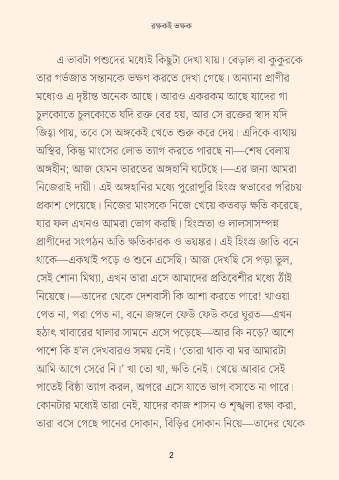 রক্ষকই ভক্ষক
এ ভাবটা পশুদের মধ্যেই কিছুটা দেখা যায়। বেড়াল বা কুকুরকে
তার গর্ভজাত সন্তানকে ভক্ষণ করতে দেখা গেছে। অন্যান্য প্রাণীর
মধ্যেও এ দৃষ্টান্ত অনেক আছে। আরও একরকম আছে যাদের গা
চুলকোতে চুলকোতে যদি রক্ত বের হয়, আর সে রক্তের স্বাদ যদি
জিহ্বা পায়, তবে সে অঙ্গকেই খেতে শুরু করে দেয়। এদিকে ব্যথায়
অস্থির, কিন্তু মাংসের লোভ ত্যাগ করতে পারছে না—শেষ বেলায়
অঙ্গহীন; আজ যেমন ভারতের অঙ্গহানি ঘটেছে।—এর জন্য আমরা
নিজেরাই দায়ী। এই অঙ্গহানির মধ্যে পুরোপুরি হিংস্র স্বভাবের পরিচয়
প্রকাশ পেয়েছে। নিজের মাংসকে নিজে খেয়ে কতবড় ক্ষতি করেছে,
যার ফল এখনও আমরা ভোগ করছি। হিংস্রতা ও লালসাসম্পন্ন
প্রাণীদের সংগঠন অতি ক্ষতিকারক ও ভয়ঙ্কর। এই হিংস্র জাতি বনে
থাকে—একথাই পড়ে ও শুনে এসেছি। আজ দেখছি সে পড়া ভুল,
সেই শোনা মিথ্যা, এখন তারা এসে আমাদের প্রতিবেশীর মধ্যে ঠাঁই
নিয়েছে।—তাদের থেকে দেশবাসী কি আশা করতে পারে! খাওয়া
পেত না, পরা পেত না, বনে জঙ্গলে ফেউ ফেউ করে ঘুরত—এখন
হঠাৎ খাবারের থালার সামনে এসে পড়েছে—আর কি নড়ে? আশে
পাশে কি হ’ল দেখবারও সময় নেই। ‘তোরা থাক বা মর আমারটা
আমি আগে সেরে নি।’ খা তো খা, ক্ষতি নেই। খেয়ে আবার সেই
পাতেই বিষ্ঠা ত্যাগ করল, অপরে এসে যাতে ভাগ বসাতে না পারে।
কোনটার মধ্যেই তারা নেই, যাদের কাজ শাসন ও শৃঙ্খলা রক্ষা করা,
তারা বসে গেছে পানের দোকান, বিড়ির দোকান নিয়ে—তাদের থেকে
2